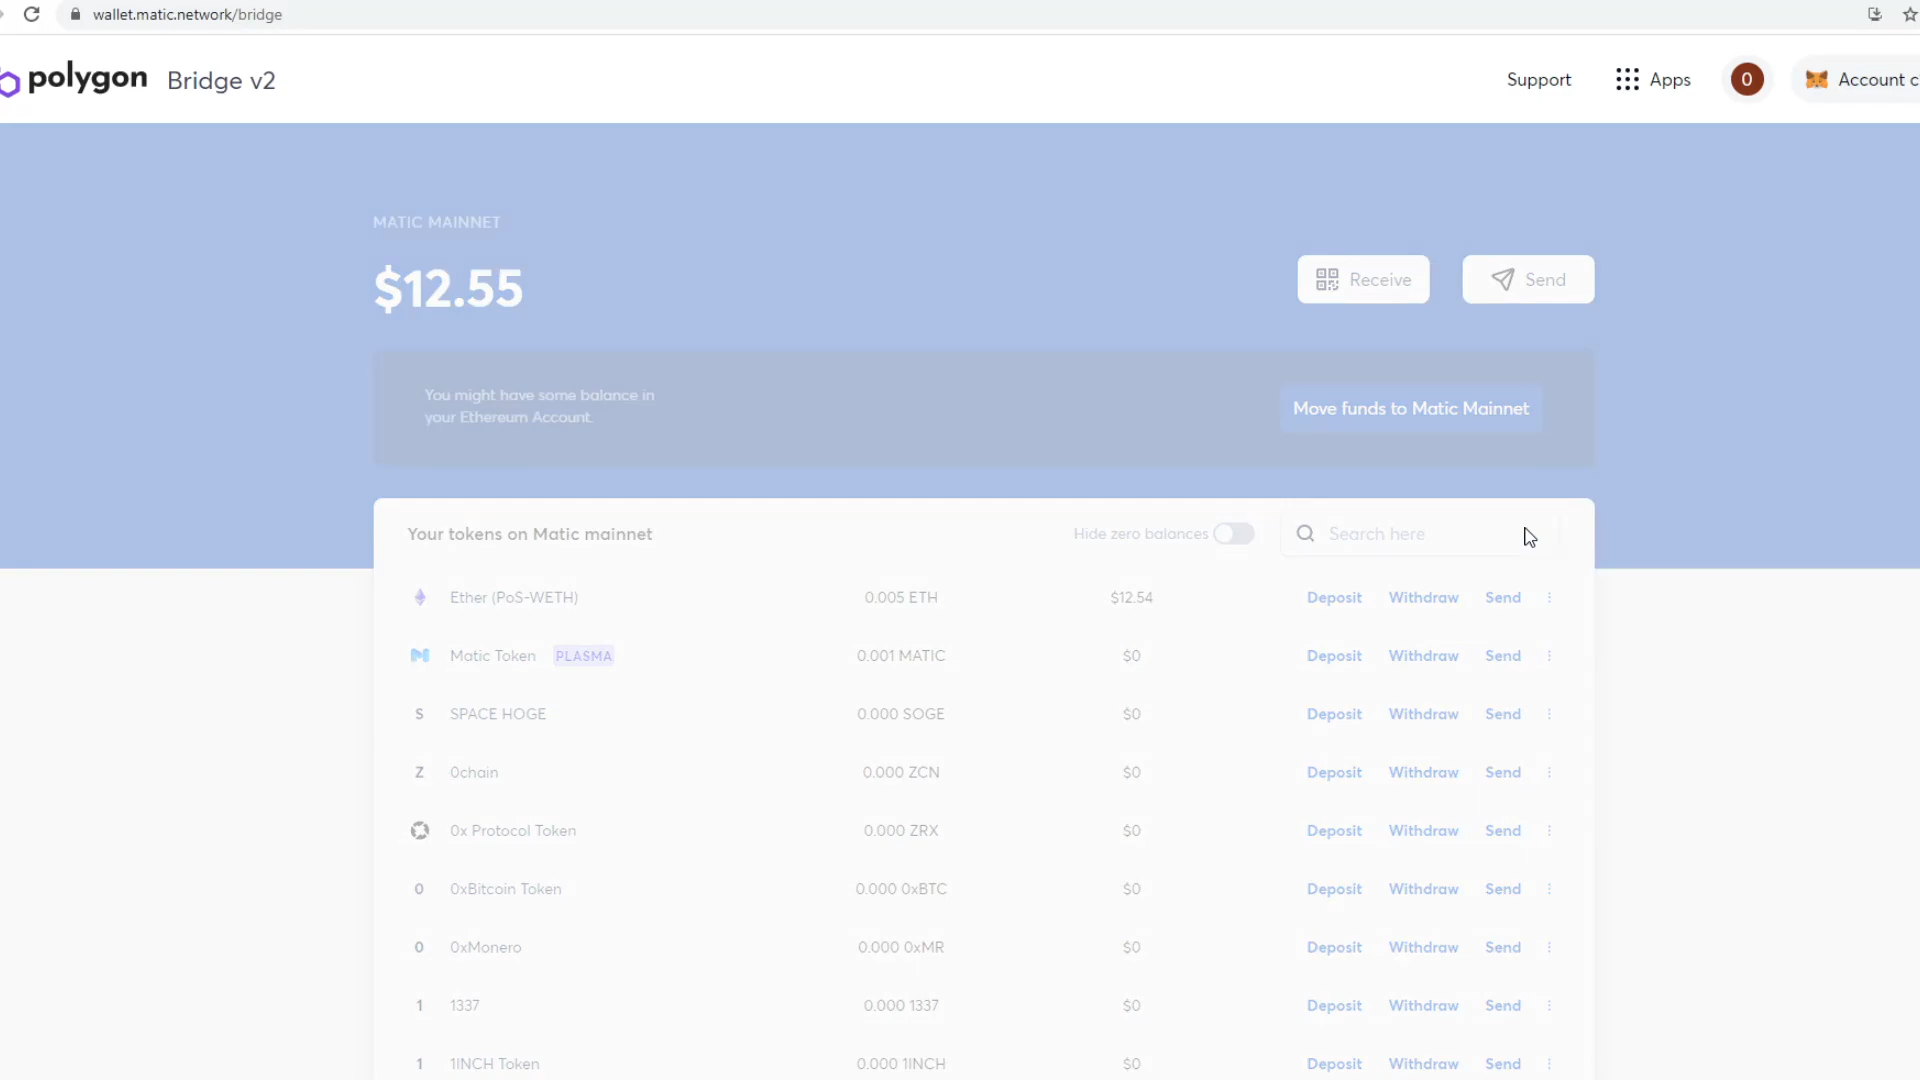 wallet.matic.network/bridge
polygon Bridge v2
Support
Apps
0
Account c
MATIC MAINNET
$12.55
Receive
Send
You might have some balance in
your Ethereum Account.
Move funds to Matic Mainnet
Your tokens on Matic mainnet
Hide zero balances
Search here
Ether (PoS-WETH) 0.005 ETH $12.54 Deposit Withdraw Send
Matic Token PLASMA 0.001 MATIC $0 Deposit Withdraw Send
S SPACE HOGE 0.000 SOGE $0 Deposit Withdraw Send
Z 0chain 0.000 ZCN $0 Deposit Withdraw Send
0x Protocol Token 0.000 ZRX $0 Deposit Withdraw Send
0 0xBitcoin Token 0.000 0xBTC $0 Deposit Withdraw Send
0 0xMonero 0.000 0xMR $0 Deposit Withdraw Send
1 1337 0.000 1337 $0 Deposit Withdraw Send
1 1INCH Token 0.000 1INCH $0 Deposit Withdraw Send